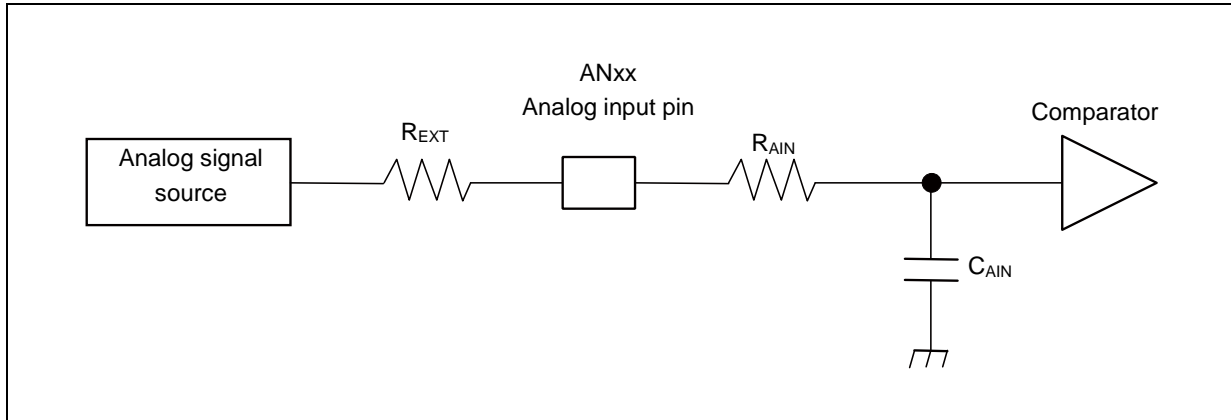 ANxx
Analog input pin
Comparator
Analog signal
source
REXT
RAIN
CAIN